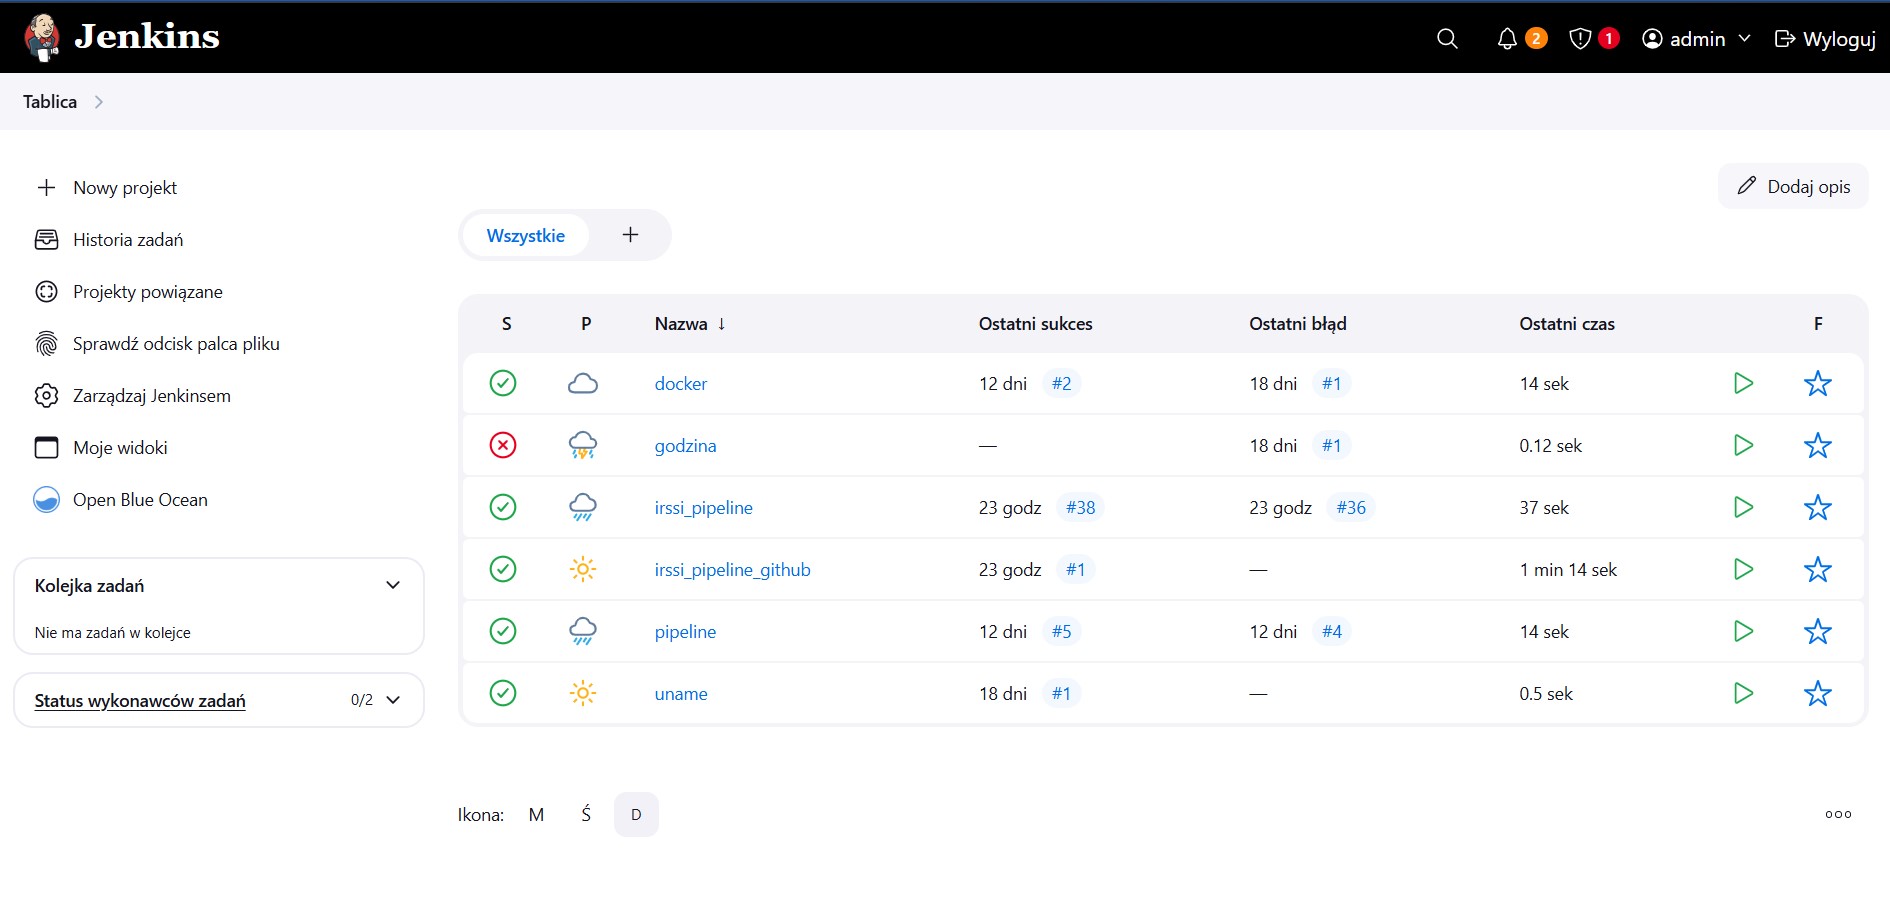 Jenkins
2
1
admin
Wyloguj
Tablica
Nowy projekt
Historia zadań
Projekty powiązane
Sprawdź odcisk palca pliku
Zarządzaj Jenkinsem
Moje widoki
Open Blue Ocean
Kolejka zadań
Nie ma zadań w kolejce
Status wykonawców zadań 0/2
Dodaj opis
Wszystkie
S P Nazwa ↓ Ostatni sukces Ostatni błąd Ostatni czas F
docker 12 dni #2 18 dni #1 14 sek
godzina — 18 dni #1 0.12 sek
irssi_pipeline 23 godz #38 23 godz #36 37 sek
irssi_pipeline_github 23 godz #1 — 1 min 14 sek
pipeline 12 dni #5 12 dni #4 14 sek
uname 18 dni #1 — 0.5 sek
Ikona: M Ś D